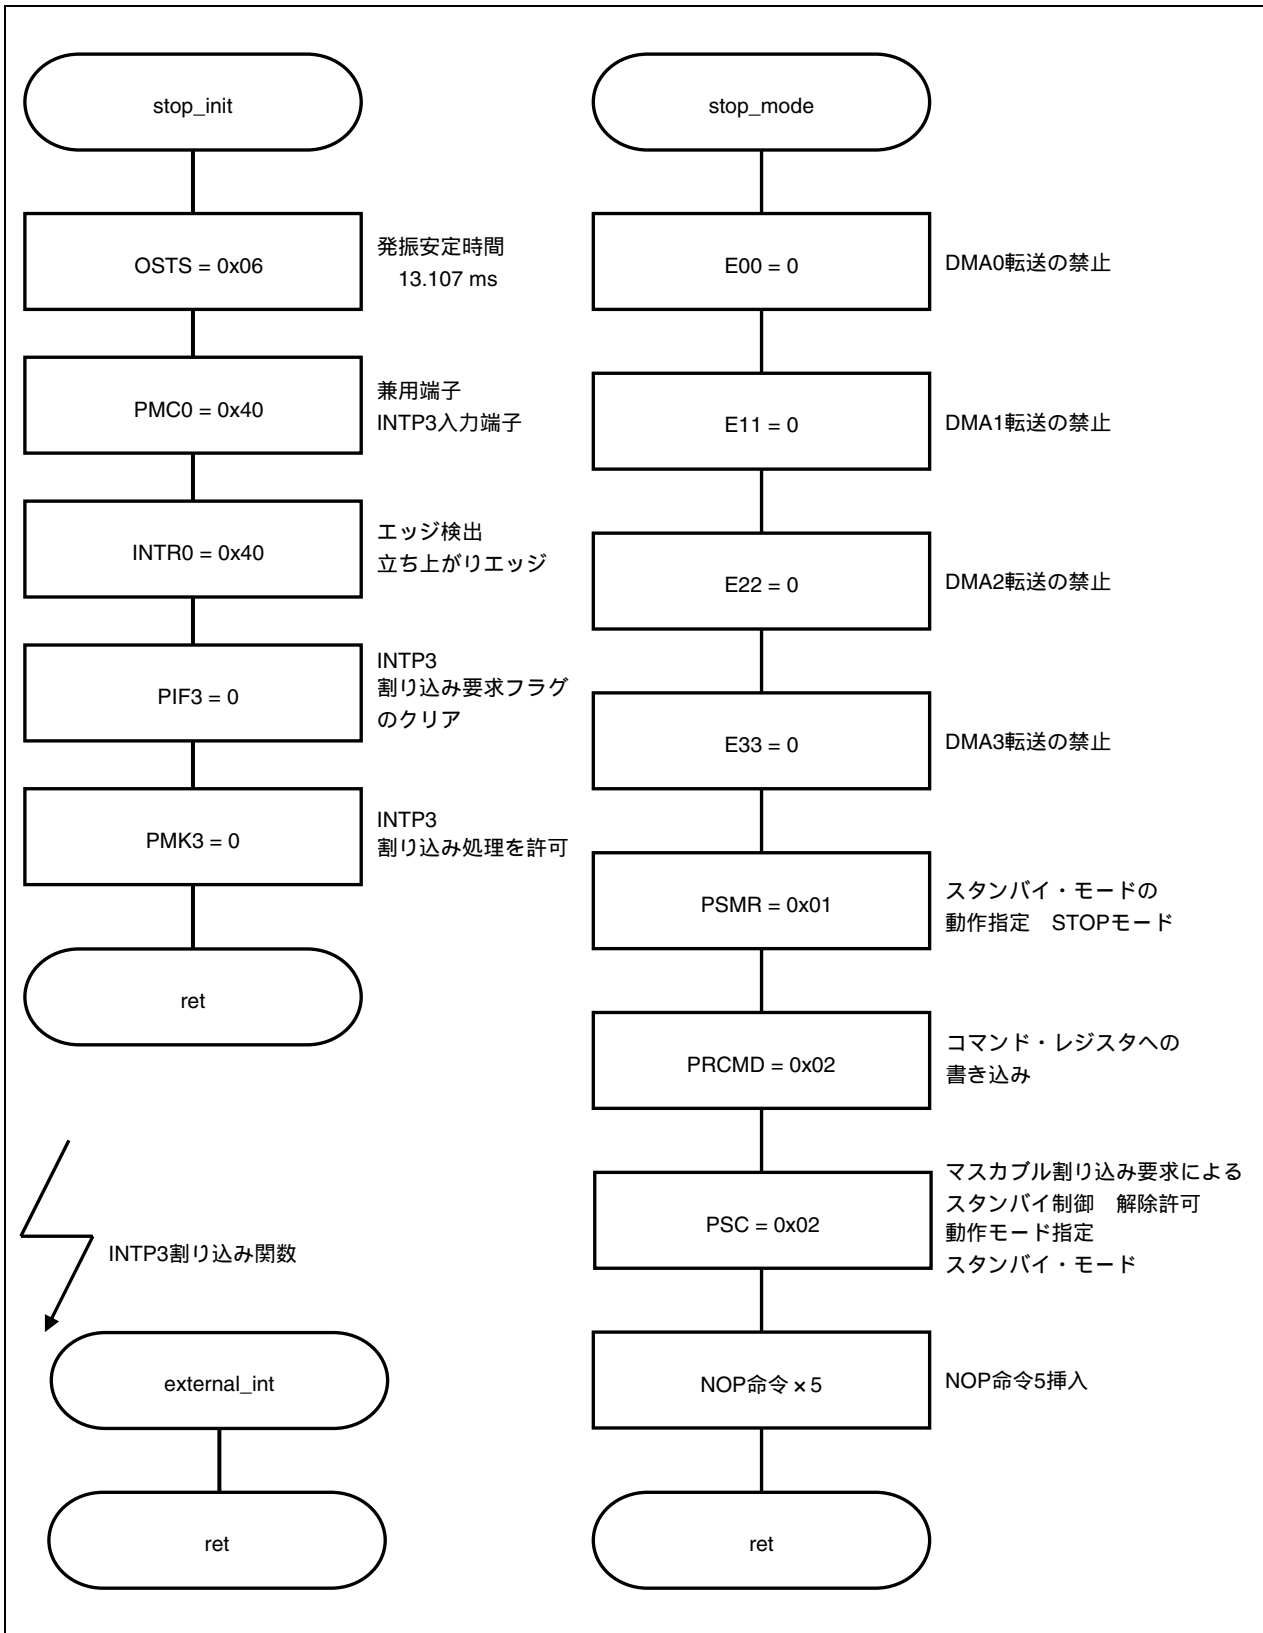 stop_init
OSTS = 0x06
発振安定時間
13.107 ms
PMC0 = 0x40
兼用端子
INTP3入力端子
INTR0 = 0x40
エッジ検出
立ち上がりエッジ
PIF3 = 0
INTP3
割り込み要求フラグ
のクリア
PMK3 = 0
INTP3
割り込み処理を許可
ret
INTP3割り込み関数
external_int
ret
stop_mode
E00 = 0
DMA0転送の禁止
E11 = 0
DMA1転送の禁止
E22 = 0
DMA2転送の禁止
E33 = 0
DMA3転送の禁止
PSMR = 0x01
スタンバイ・モードの
動作指定　STOPモード
PRCMD = 0x02
コマンド・レジスタへの
書き込み
PSC = 0x02
マスカブル割り込み要求による
スタンバイ制御　解除許可
動作モード指定
スタンバイ・モード
NOP命令×5
NOP命令5挿入
ret